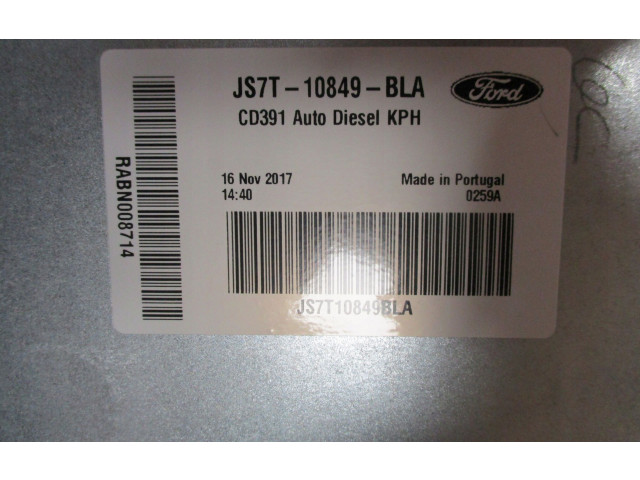 JS7T-10849-BLA
Ford
CD391 Auto Diesel KPH
16 Nov 2017
Made in Portugal
14:40
0259A
JS7T10849BLA
RABN008714